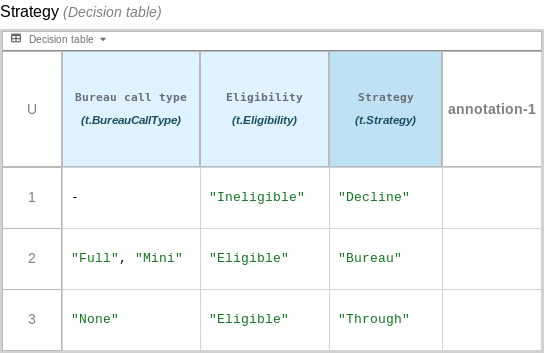 Strategy (Decision table)
Decision table
U
Bureau call type
(t.BureauCallType)
Eligibility
(t.Eligibility)
Strategy
(t.Strategy)
annotation-1
1 - "Ineligible" "Decline"
2 "Full", "Mini" "Eligible" "Bureau"
3 "None" "Eligible" "Through"